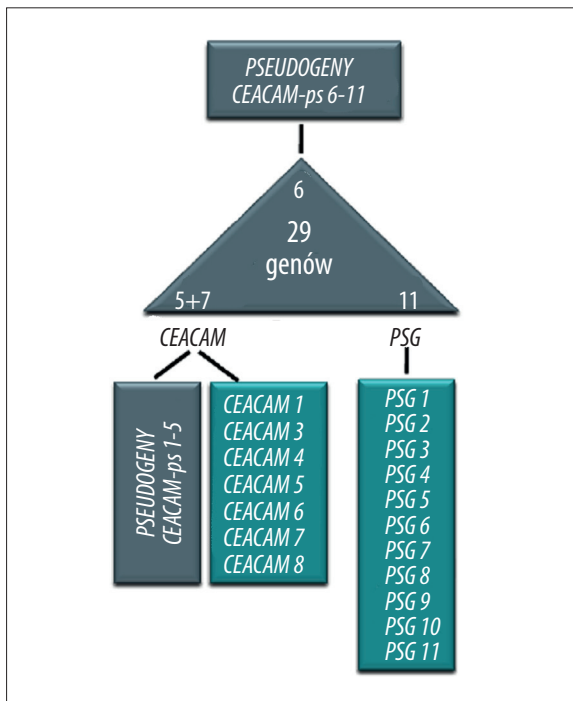 PSEUDOGENY
CEACAM-ps 6-11
6
29
genów
5+7
11
CEACAM
PSG
PSEUDOGENY
CEACAM-ps 1-5
CEACAM 1
CEACAM 3
CEACAM 4
CEACAM 5
CEACAM 6
CEACAM 7
CEACAM 8
PSG 1
PSG 2
PSG 3
PSG 4
PSG 5
PSG 6
PSG 7
PSG 8
PSG 9
PSG 10
PSG 11